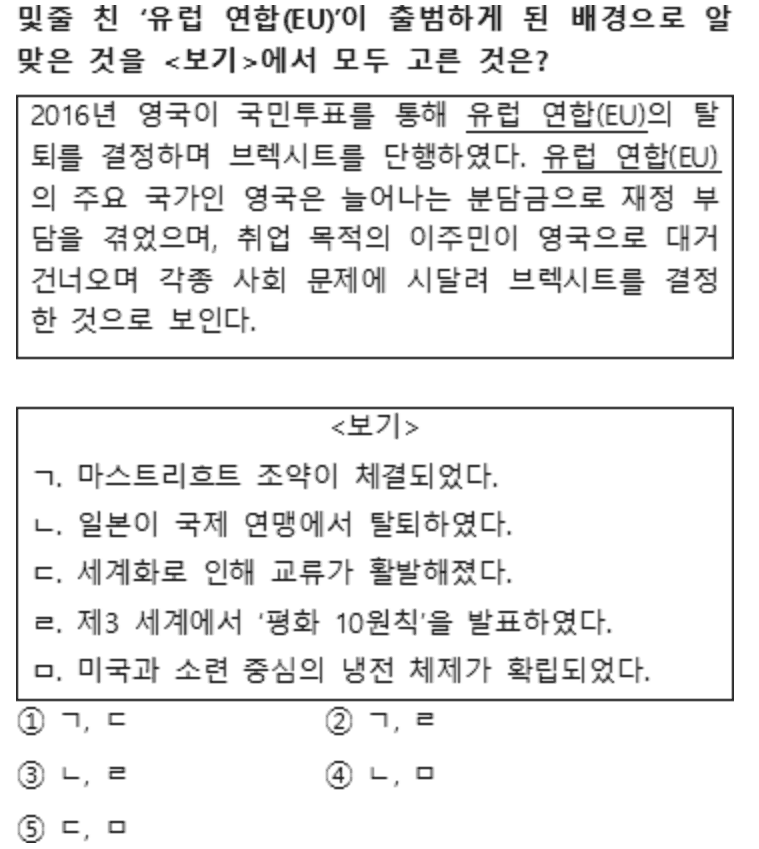 밑줄 친 ‘유럽 연합(EU)’이 출범하게 된 배경으로 알
맞은 것을 <보기>에서 모두 고른 것은?
2016년 영국이 국민투표를 통해 유럽 연합(EU)의 탈
퇴를 결정하며 브렉시트를 단행하였다. 유럽 연합(EU)
의 주요 국가인 영국은 늘어나는 분담금으로 재정 부
담을 겪었으며, 취업 목적의 이주민이 영국으로 대거
건너오며 각종 사회 문제에 시달려 브렉시트를 결정
한 것으로 보인다.
<보기>
ㄱ. 마스트리흐트 조약이 체결되었다.
ㄴ. 일본이 국제 연맹에서 탈퇴하였다.
ㄷ. 세계화로 인해 교류가 활발해졌다.
ㄹ. 제3 세계에서 ‘평화 10원칙’을 발표하였다.
ㅁ. 미국과 소련 중심의 냉전 체제가 확립되었다.
① ㄱ, ㄷ ② ㄱ, ㄹ
③ ㄴ, ㄹ ④ ㄴ, ㅁ
⑤ ㄷ, ㅁ